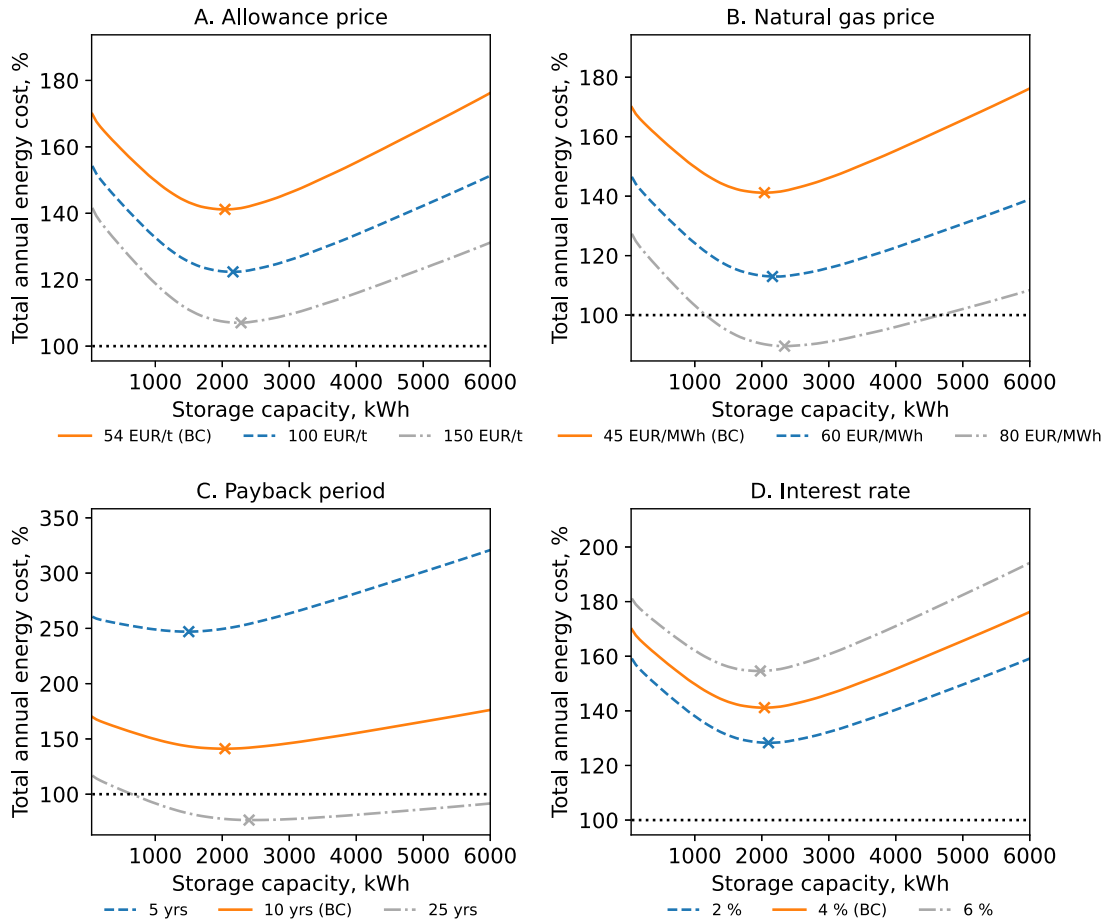 A. Allowance price
Total annual energy cost, %
180
160
140
120
100
1000 2000 3000 4000 5000 6000
Storage capacity, kWh
54 EUR/t (BC) 100 EUR/t 150 EUR/t
B. Natural gas price
Total annual energy cost, %
180
160
140
120
100
1000 2000 3000 4000 5000 6000
Storage capacity, kWh
45 EUR/MWh (BC) 60 EUR/MWh 80 EUR/MWh
C. Payback period
Total annual energy cost, %
350
300
250
200
150
100
1000 2000 3000 4000 5000 6000
Storage capacity, kWh
5 yrs 10 yrs (BC) 25 yrs
D. Interest rate
Total annual energy cost, %
200
180
160
140
120
100
1000 2000 3000 4000 5000 6000
Storage capacity, kWh
2 % 4 % (BC) 6 %